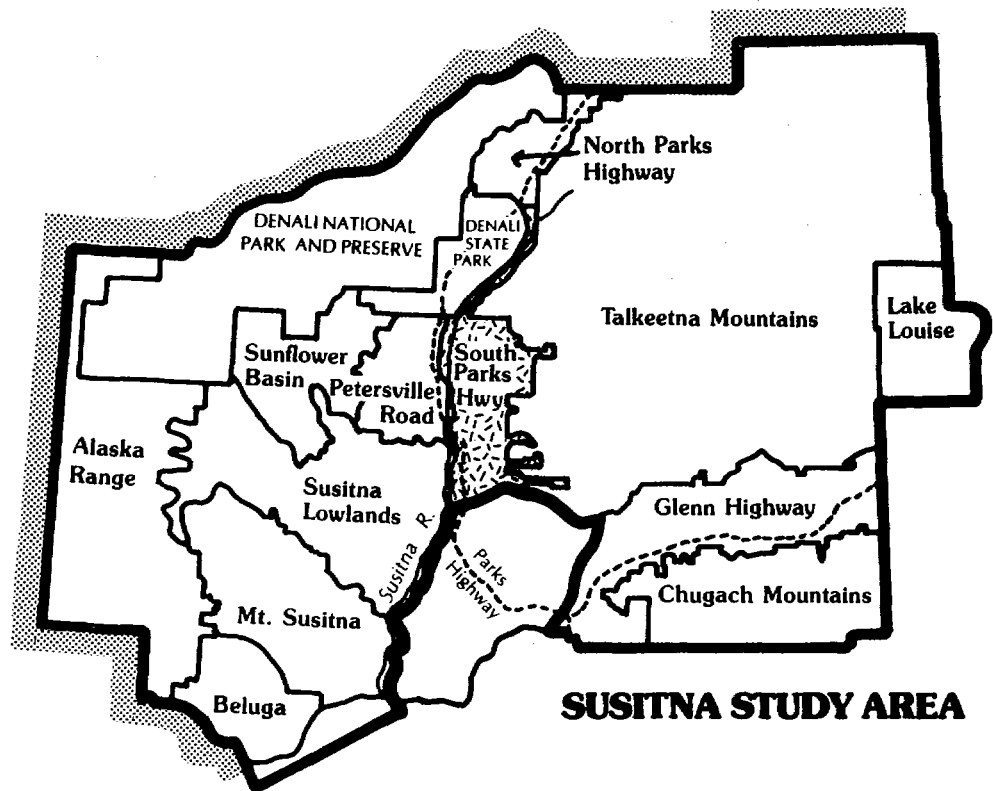 North Parks
Highway
DENALI NATIONAL
PARK AND PRESERVE
DENALI
STATE
PARK
Talkeetna Mountains
Lake
Louise
Sunflower
Basin
Petersville
Road
South
Parks
Hwy
Alaska
Range
Susitna
Lowlands
Glenn Highway
Susitna R.
Parks
Highway
Chugach Mountains
Mt. Susitna
Beluga
SUSITNA STUDY AREA